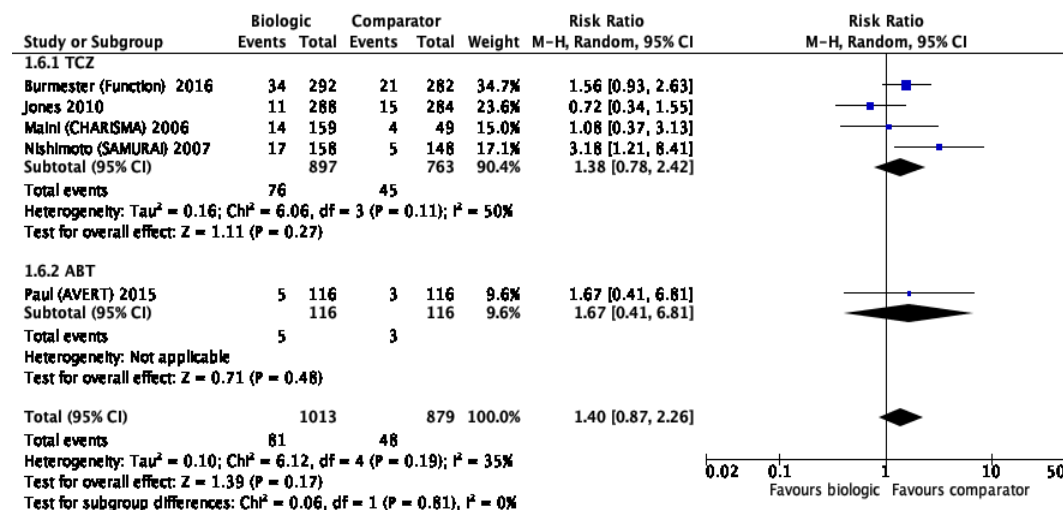 Biologic Comparator Risk Ratio Risk Ratio
Study or Subgroup Events Total Events Total Weight M-H, Random, 95% CI M-H, Random, 95% CI
1.6.1 TCZ
Burmester (Function) 2016 34 292 21 282 34.7% 1.56 [0.93, 2.63]
Jones 2010 11 288 15 284 23.6% 0.72 [0.34, 1.55]
Maini (CHARISMA) 2006 14 159 4 49 15.0% 1.08 [0.37, 3.13]
Nishimoto (SAMURAI) 2007 17 158 5 148 17.1% 3.18 [1.21, 8.41]
Subtotal (95% CI) 897 763 90.4% 1.38 [0.78, 2.42]
Total events 76 45
Heterogeneity: Tau² = 0.16; Chi² = 6.06, df = 3 (P = 0.11); I² = 50%
Test for overall effect: Z = 1.11 (P = 0.27)
1.6.2 ABT
Paul (AVERT) 2015 5 116 3 116 9.6% 1.67 [0.41, 6.81]
Subtotal (95% CI) 116 116 9.6% 1.67 [0.41, 6.81]
Total events 5 3
Heterogeneity: Not applicable
Test for overall effect: Z = 0.71 (P = 0.48)
Total (95% CI) 1013 879 100.0% 1.40 [0.87, 2.26]
Total events 81 48
Heterogeneity: Tau² = 0.10; Chi² = 6.12, df = 4 (P = 0.19); I² = 35%
Test for overall effect: Z = 1.39 (P = 0.17)
Test for subgroup differences: Chi² = 0.06, df = 1 (P = 0.81), I² = 0%
0.02 0.1 1 10 50
Favours biologic Favours comparator